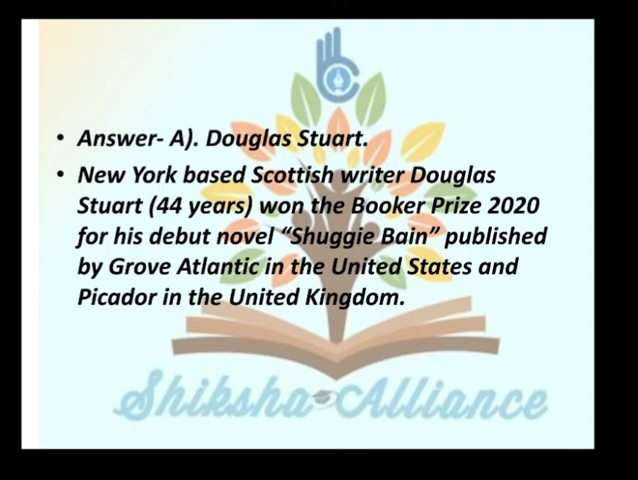 • Answer- A). Douglas Stuart.
• New York based Scottish writer Douglas
Stuart (44 years) won the Booker Prize 2020
for his debut novel “Shuggie Bain” published
by Grove Atlantic in the United States and
Picador in the United Kingdom.
Shiksha Alliance